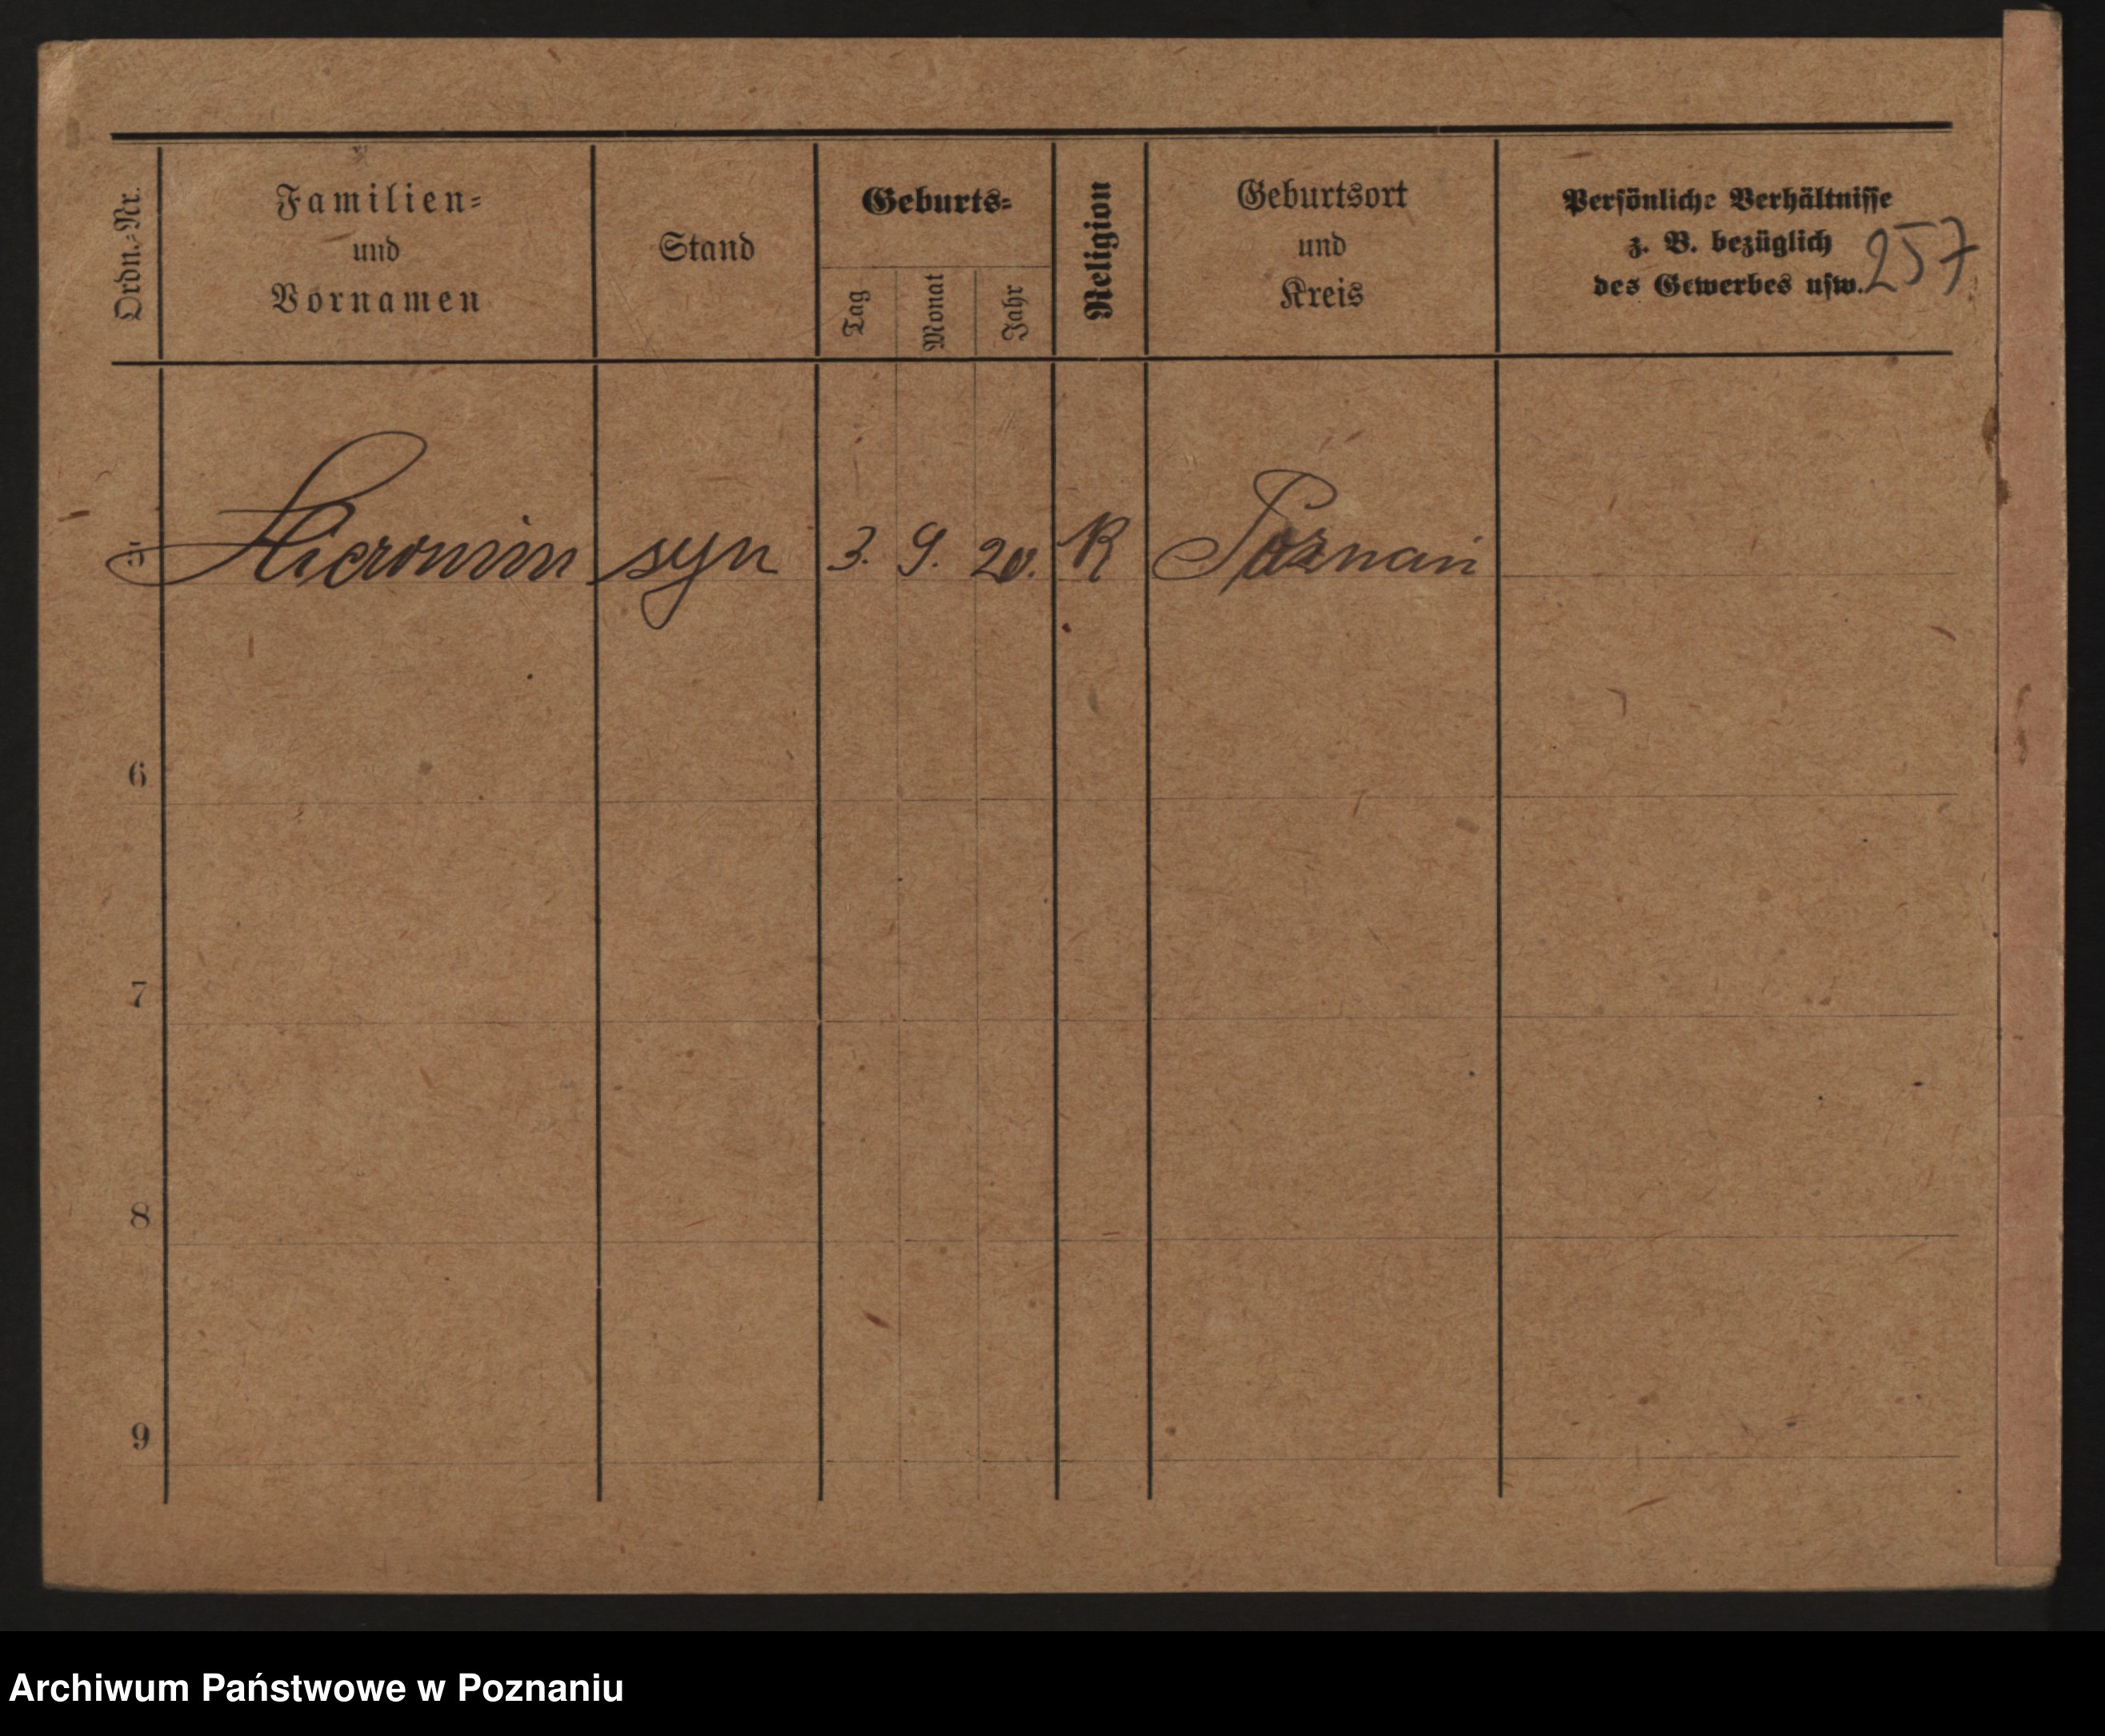 Ordn.-Nr.
Familien-
und
Vornamen
Stand
Geburts-
Tag
Monat
Jahr
Religion
Geburtsort
und
Kreis
Persönliche Verhältnisse
z. B. bezüglich
des Gewerbes usw.
257
5 Hieronim syn 3. 9. 20. K Poznań
6
7
8
9
Archiwum Państwowe w Poznaniu